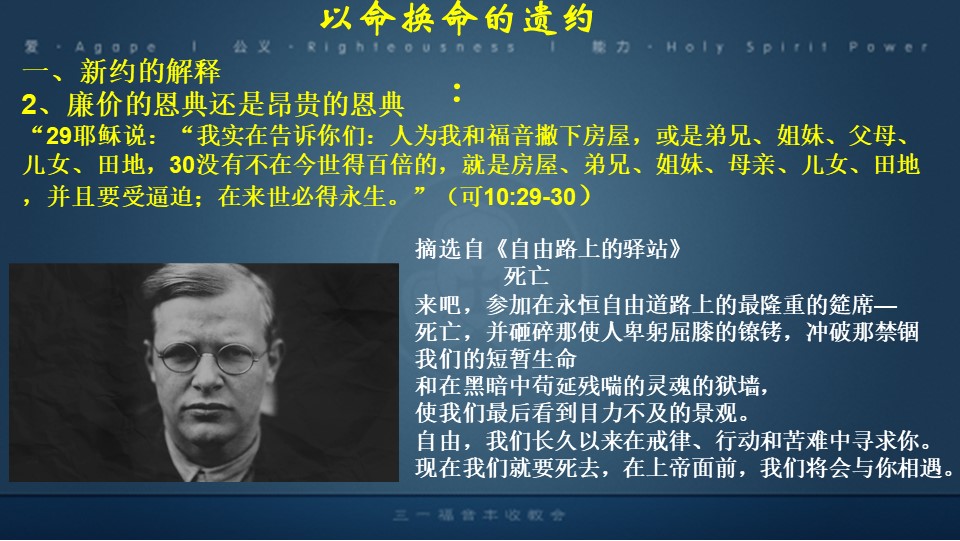 以命换命的遗约
爱 · Agape | 公义 · Righteousness | 能力 · Holy Spirit Power
一、新约的解释
：
2、廉价的恩典还是昂贵的恩典
“29耶稣说：“我实在告诉你们：人为我和福音撇下房屋，或是弟兄、姐妹、父母、
儿女、田地，30没有不在今世得百倍的，就是房屋、弟兄、姐妹、母亲、儿女、田地
，并且要受逼迫；在来世必得永生。”（可10:29-30）
摘选自《自由路上的驿站》
死亡
来吧，参加在永恒自由道路上的最隆重的筵席—
死亡，并砸碎那使人卑躬屈膝的镣铐，冲破那禁锢
我们的短暂生命
和在黑暗中苟延残喘的灵魂的狱墙，
使我们最后看到目力不及的景观。
自由，我们长久以来在戒律、行动和苦难中寻求你。
现在我们就要死去，在上帝面前，我们将会与你相遇。
三一福音丰收教会